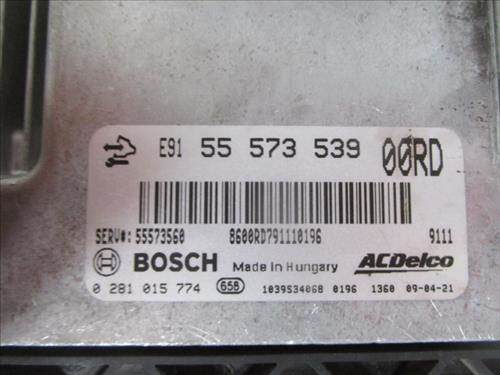 E91 55 573 539 00RD
SERV#: 55573560 8600RD791110196 9111
BOSCH Made in Hungary ACDelco
0 281 015 774 658 1039S34068 0196 1360 09-04-21